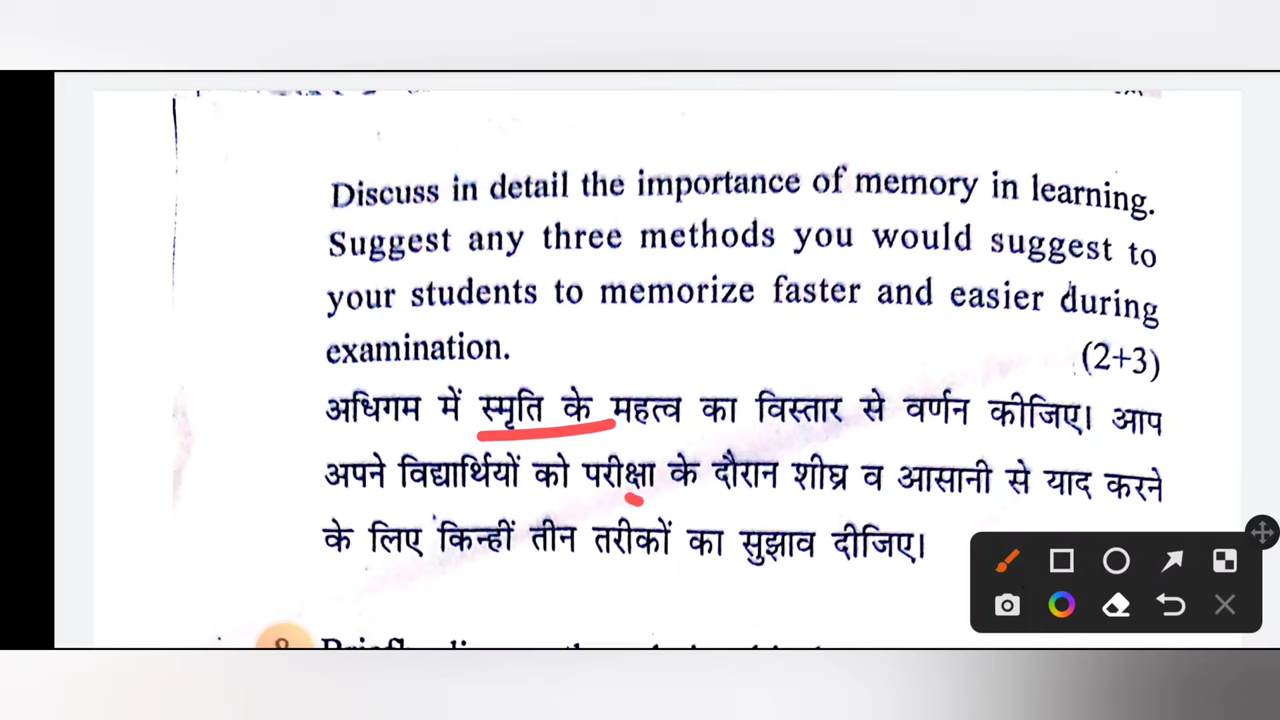 Discuss in detail the importance of memory in learning.
Suggest any three methods you would suggest to
your students to memorize faster and easier during
examination. (2+3)
अधिगम में स्मृति के महत्व का विस्तार से वर्णन कीजिए। आप
अपने विद्यार्थियों को परीक्षा के दौरान शीघ्र व आसानी से याद करने
के लिए किन्हीं तीन तरीकों का सुझाव दीजिए।